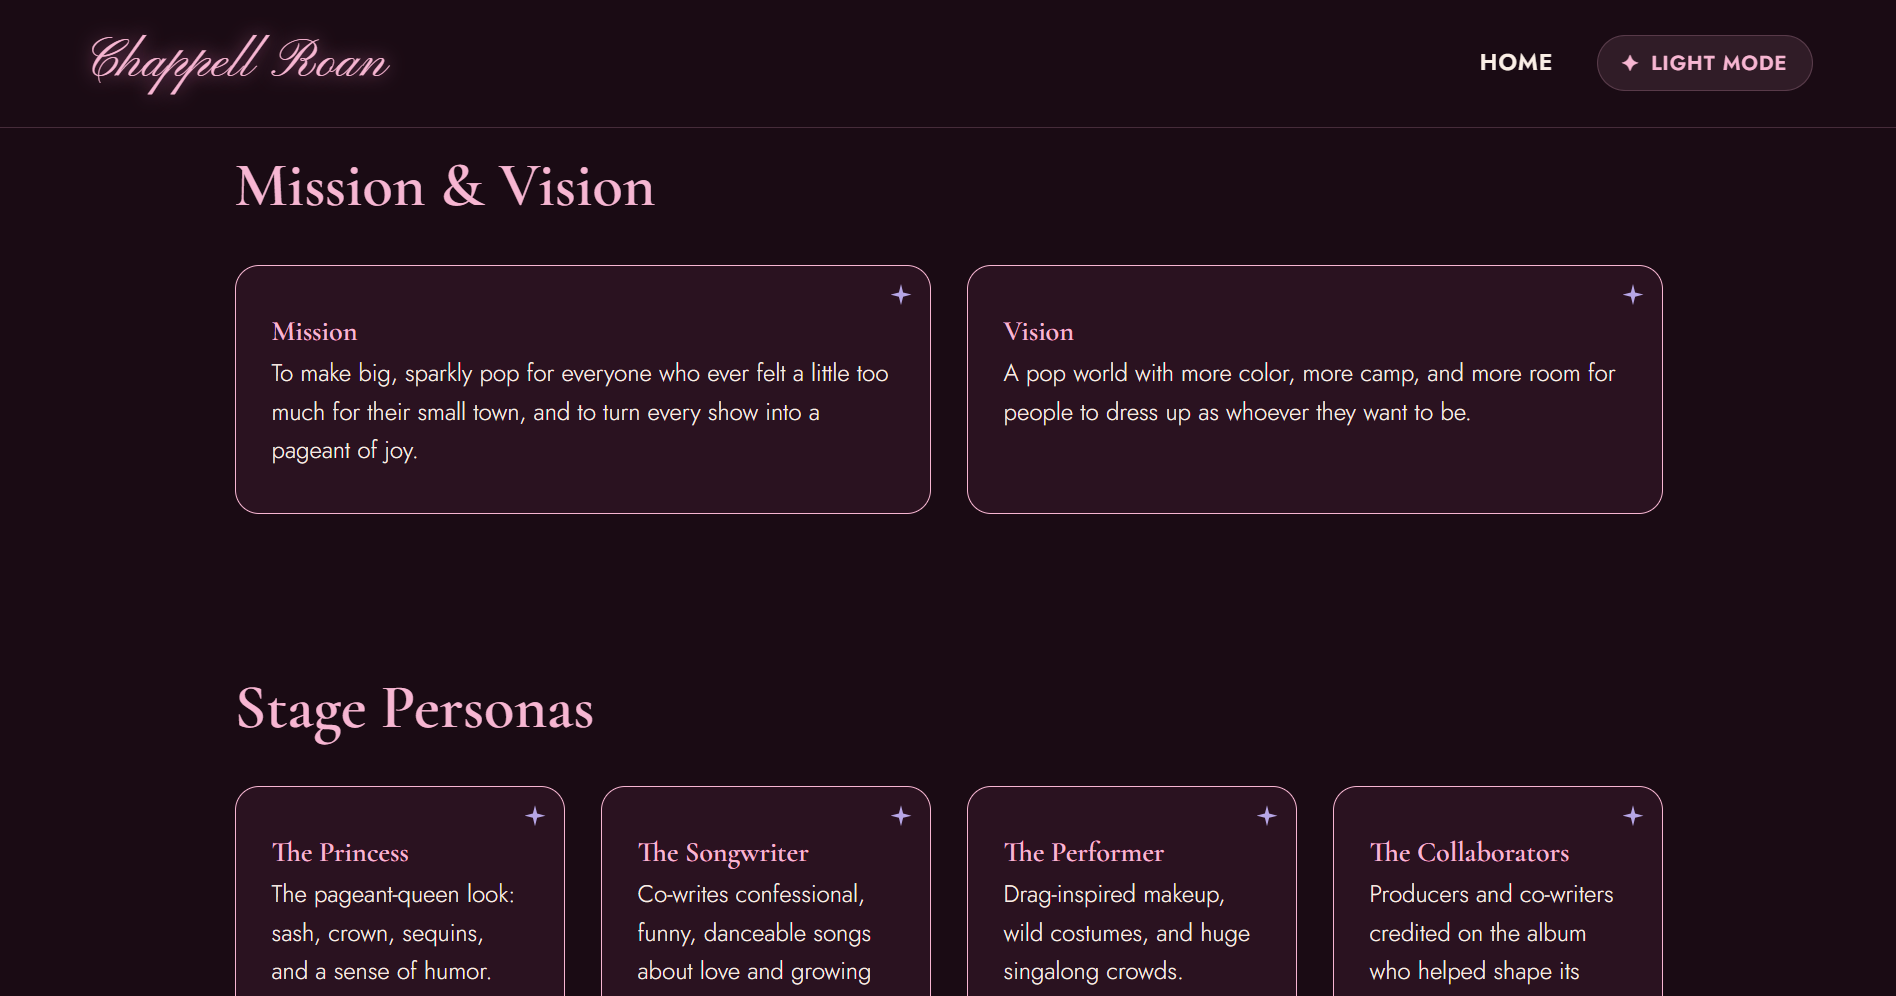 Chappell Roan
HOME
LIGHT MODE
Mission & Vision
Mission
To make big, sparkly pop for everyone who ever felt a little too
much for their small town, and to turn every show into a
pageant of joy.
Vision
A pop world with more color, more camp, and more room for
people to dress up as whoever they want to be.
Stage Personas
The Princess
The pageant-queen look:
sash, crown, sequins,
and a sense of humor.
The Songwriter
Co-writes confessional,
funny, danceable songs
about love and growing
The Performer
Drag-inspired makeup,
wild costumes, and huge
singalong crowds.
The Collaborators
Producers and co-writers
credited on the album
who helped shape its